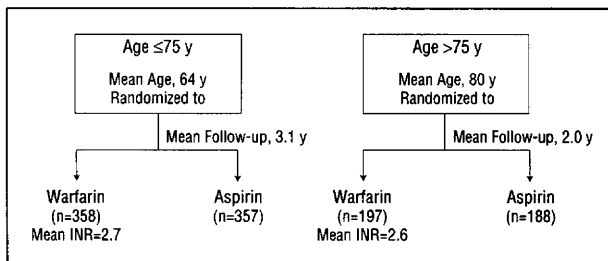 Age ≤75 y
Mean Age, 64 y
Randomized to
Mean Follow-up, 3.1 y
Warfarin
(n=358)
Mean INR=2.7
Aspirin
(n=357)
Age >75 y
Mean Age, 80 y
Randomized to
Mean Follow-up, 2.0 y
Warfarin
(n=197)
Mean INR=2.6
Aspirin
(n=188)